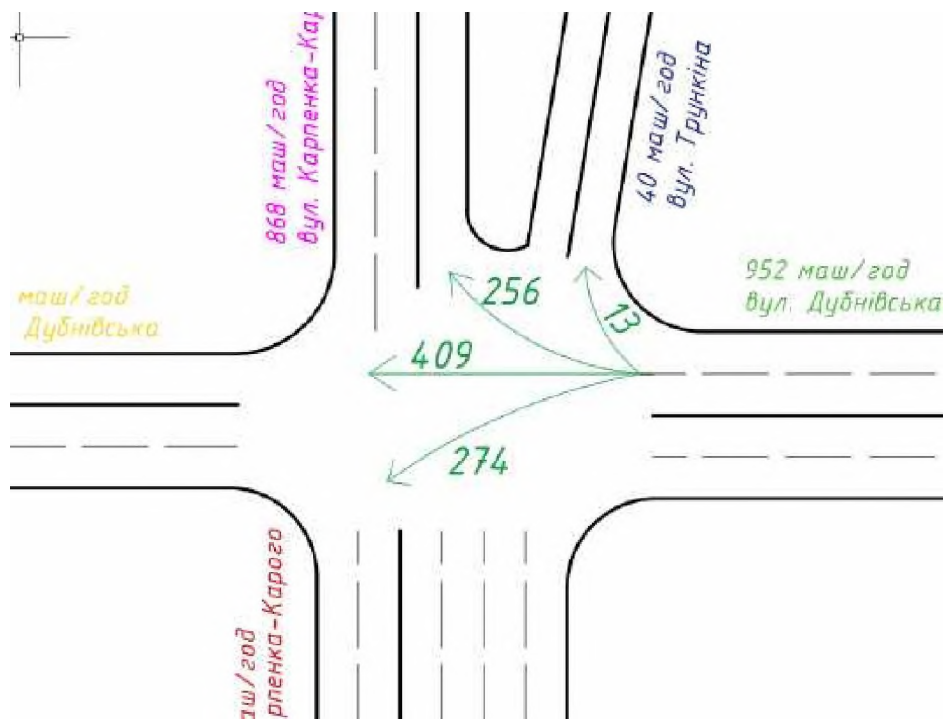 868 маш/год
вул. Карпенка-Кар
40 маш/год
вул. Трункіна
952 маш/год
вул. Дубнівська
маш/год
Дубнівська
256
13
409
274
маш/год
рпенка-Карого